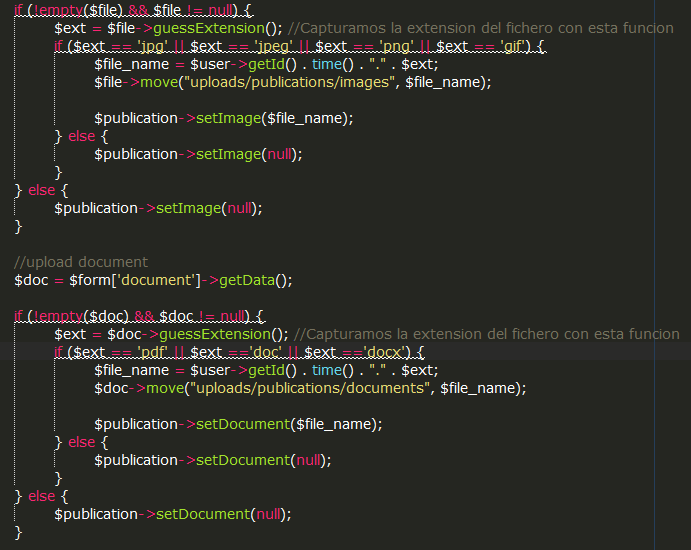 if (!empty($file) && $file != null) {
$ext = $file->guessExtension(); //Capturamos la extension del fichero con esta funcion
if ($ext == 'jpg' || $ext == 'jpeg' || $ext == 'png' || $ext == 'gif') {
$file_name = $user->getId() . time() . "." . $ext;
$file->move("uploads/publications/images", $file_name);
$publication->setImage($file_name);
} else {
$publication->setImage(null);
}
} else {
$publication->setImage(null);
}
//upload document
$doc = $form['document']->getData();
if (!empty($doc) && $doc != null) {
$ext = $doc->guessExtension(); //Capturamos la extension del fichero con esta funcion
if ($ext == 'pdf' || $ext =='doc' || $ext =='docx') {
$file_name = $user->getId() . time() . "." . $ext;
$doc->move("uploads/publications/documents", $file_name);
$publication->setDocument($file_name);
} else {
$publication->setDocument(null);
}
} else {
$publication->setDocument(null);
}